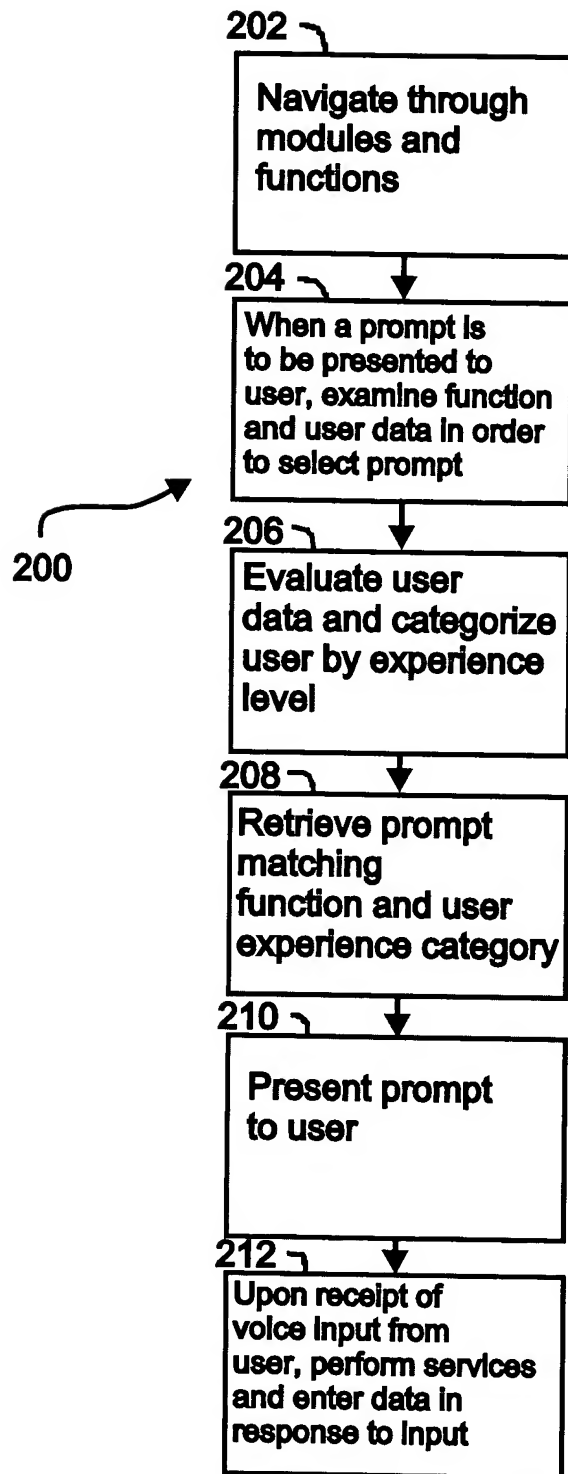 202
Navigate through
modules and
functions
204
When a prompt is
to be presented to
user, examine function
and user data in order
to select prompt
200
206
Evaluate user
data and categorize
user by experience
level
208
Retrieve prompt
matching
function and user
experience category
210
Present prompt
to user
212
Upon receipt of
voice input from
user, perform services
and enter data in
response to input